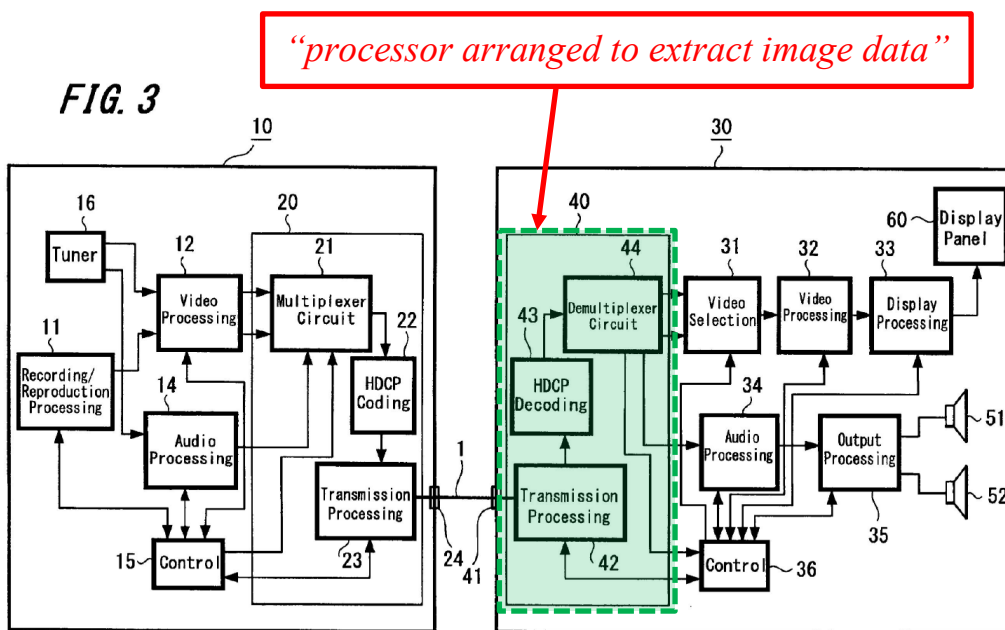 “processor arranged to extract image data”
FIG. 3
10
30
16
Tuner
12
Video
Processing
20
21
Multiplexer
Circuit
22
HDCP
Coding
11
Recording/
Reproduction
Processing
14
Audio
Processing
15
Control
Transmission
Processing
23
24
1
41
40
44
Demultiplexer
Circuit
43
HDCP
Decoding
Transmission
Processing
42
31
Video
Selection
32
Video
Processing
33
Display
Processing
60
Display
Panel
34
Audio
Processing
Output
Processing
35
51
52
Control
36